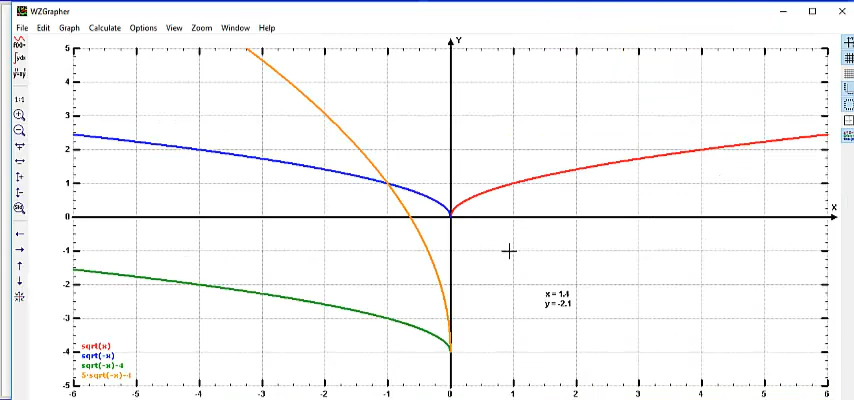 WZGrapher
File Edit Graph Calculate Options View Zoom Window Help
Y
5
4
3
2
1
0
-1
-2
-3
-4
-5
X
1:1
x = 1.4
y = -2.1
sqrt(x)
sqrt(-x)
sqrt(-x)-4
5·sqrt(-x)-4
-6 -5 -4 -3 -2 -1 0 1 2 3 4 5 6